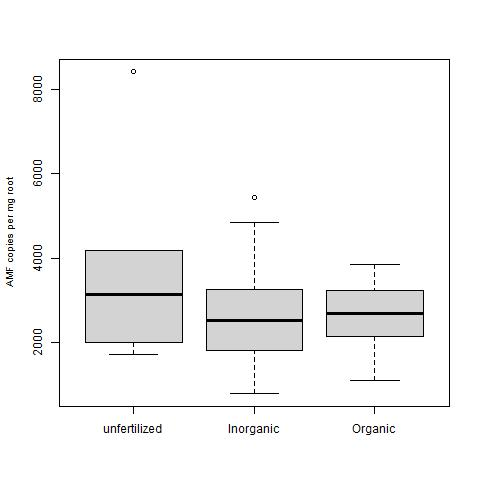 AMF copies per mg root
8000
6000
4000
2000
unfertilized
Inorganic
Organic